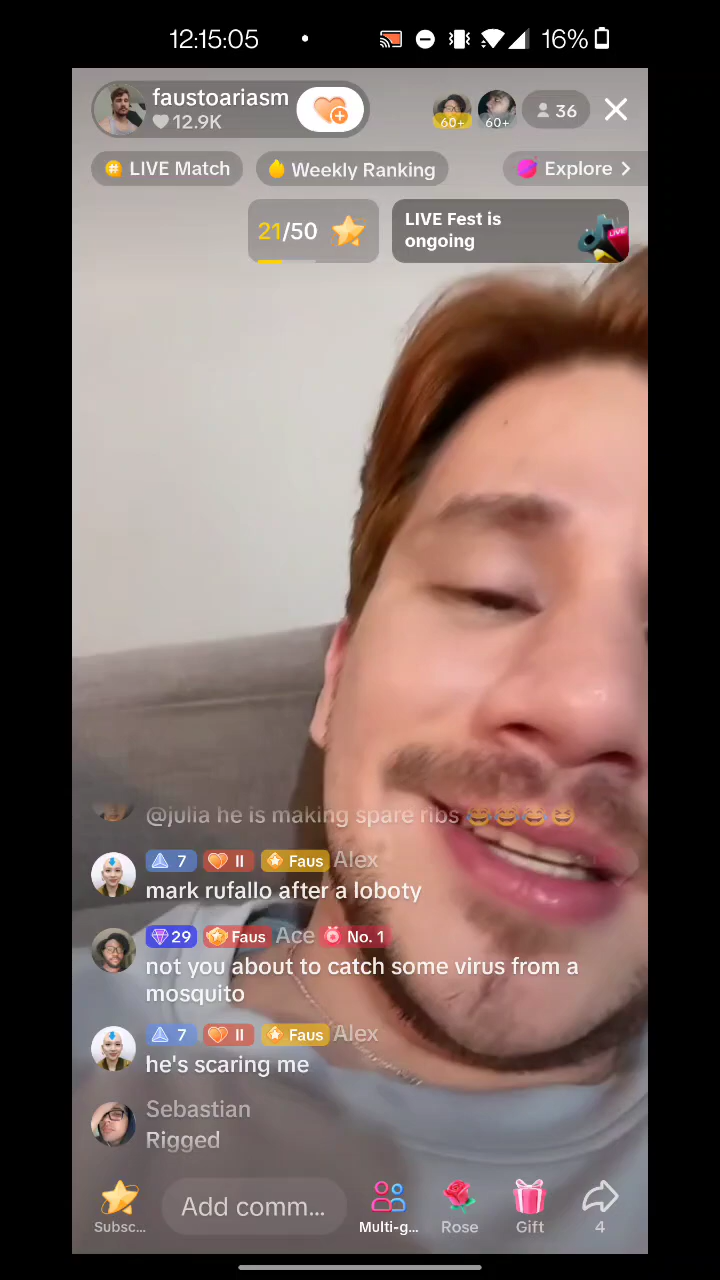 12:15:05
16%
faustoariasm
12.9K
60+
60+
36
LIVE Match
Weekly Ranking
Explore
21/50
LIVE Fest is
ongoing
LIVE
@julia he is making spare ribs
7 II Faus Alex
mark rufallo after a loboty
29 Faus Ace No. 1
not you about to catch some virus from a
mosquito
7 II Faus Alex
he's scaring me
Sebastian
Rigged
Add comm...
Subsc... Multi-g... Rose Gift 4